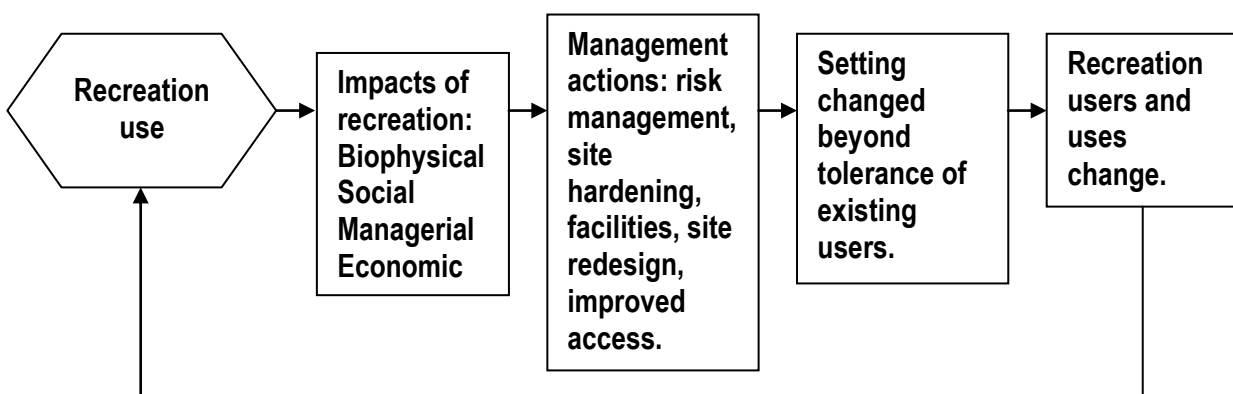 Recreation
use
Impacts of
recreation:
Biophysical
Social
Managerial
Economic
Management
actions: risk
management,
site
hardening,
facilities, site
redesign,
improved
access.
Setting
changed
beyond
tolerance of
existing
users.
Recreation
users and
uses
change.